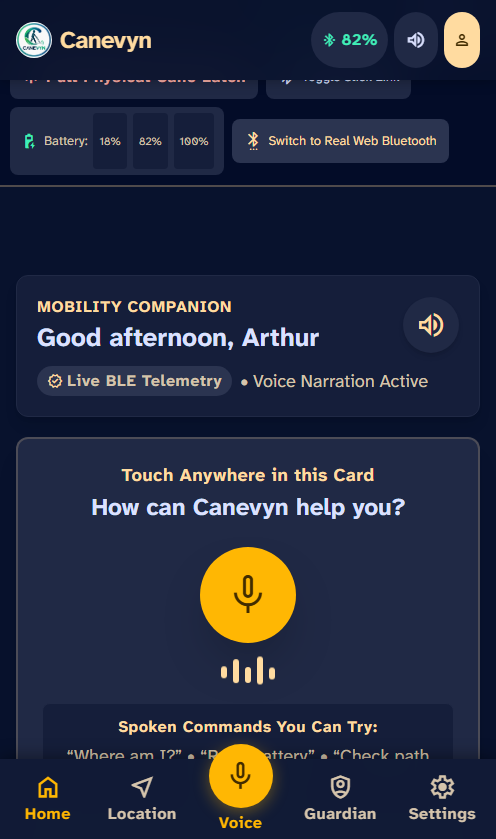 Canevyn
82%
Battery: 18% 82% 100%
Switch to Real Web Bluetooth
MOBILITY COMPANION
Good afternoon, Arthur
Live BLE Telemetry • Voice Narration Active
Touch Anywhere in this Card
How can Canevyn help you?
Spoken Commands You Can Try:
“Where am I?” • “Check path
Home
Location
Voice
Guardian
Settings